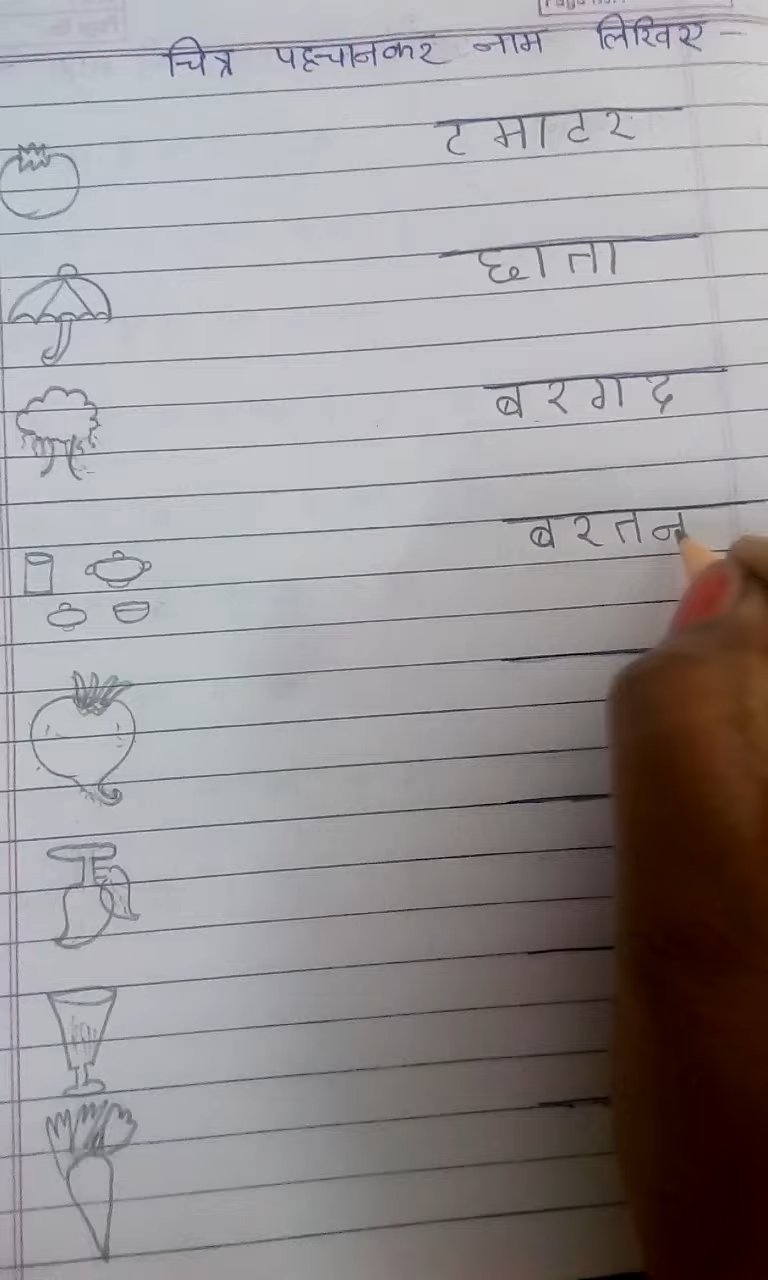 चित्र पहचानकर नाम लिखिए -
टमाटर
छाता
बरगद
बरतन